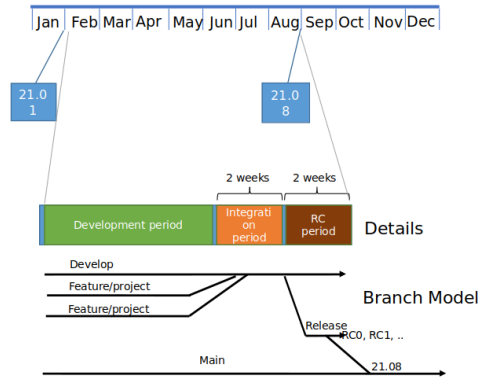 Jan Feb Mar Apr May Jun Jul Aug Sep Oct Nov Dec
21.0
1
21.0
8
2 weeks 2 weeks
Development period
Integrati
on
period
RC
period
Details
Develop
Feature/project
Feature/project
Branch Model
Release
RC0, RC1, ..
Main
21.08